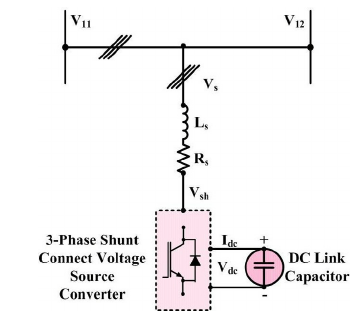 V11
V12
Vs
Ls
Rs
Vsh
3-Phase Shunt
Connect Voltage
Source
Converter
Idc
Vdc
+
-
DC Link
Capacitor